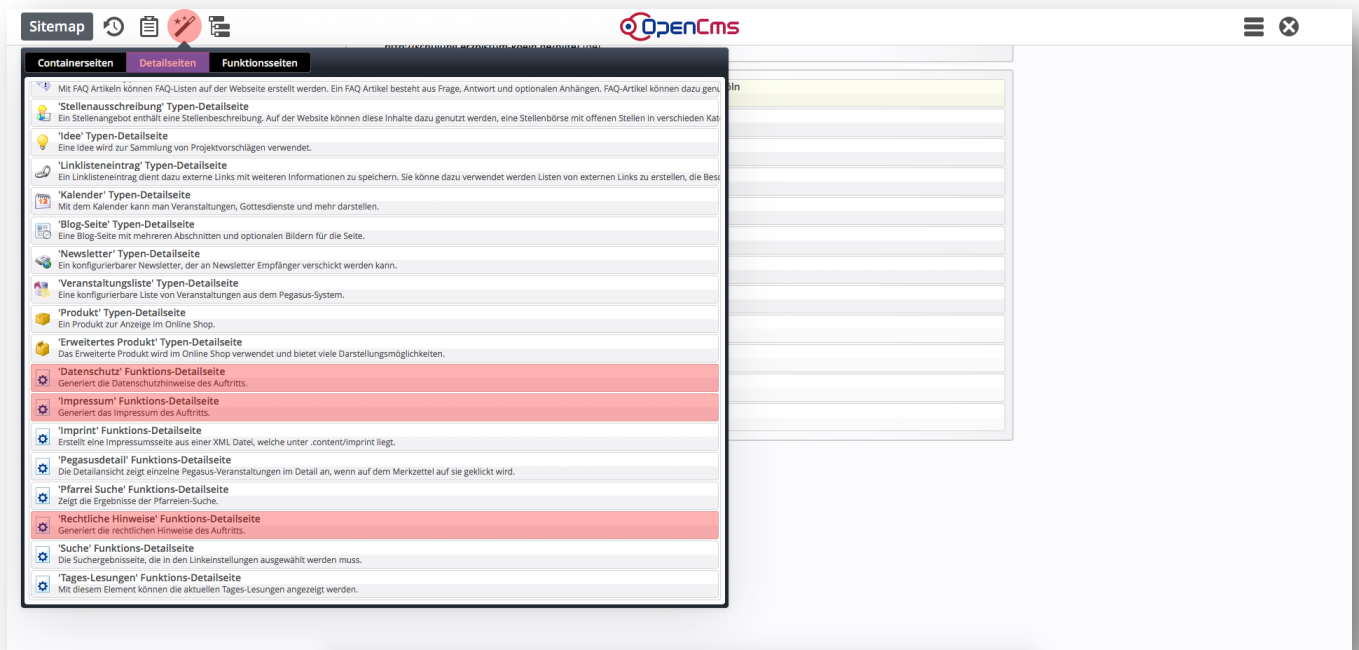 Sitemap
OpenCms
Containerseiten
Detailseiten
Funktionsseiten
Mit FAQ Artikeln können FAQ-Listen auf der Webseite erstellt werden. Ein FAQ Artikel besteht aus Frage, Antwort und optionalen Anhängen. FAQ-Artikel können dazu genu
öln
'Stellenausschreibung' Typen-Detailseite
Ein Stellenangebot enthält eine Stellenbeschreibung. Auf der Website können diese Inhalte dazu genutzt werden, eine Stellenbörse mit offenen Stellen in verschieden Kat
'Idee' Typen-Detailseite
Eine Idee wird zur Sammlung von Projektvorschlägen verwendet.
'Linklisteneintrag' Typen-Detailseite
Ein Linklisteneintrag dient dazu externe Links mit weiteren Informationen zu speichern. Sie könne dazu verwendet werden Listen von externen Links zu erstellen, die Besc
'Kalender' Typen-Detailseite
12
Mit dem Kalender kann man Veranstaltungen, Gottesdienste und mehr darstellen.
'Blog-Seite' Typen-Detailseite
Eine Blog-Seite mit mehreren Abschnitten und optionalen Bildern für die Seite.
'Newsletter' Typen-Detailseite
Ein konfigurierbarer Newsletter, der an Newsletter Empfänger verschickt werden kann.
'Veranstaltungsliste' Typen-Detailseite
Eine konfigurierbare Liste von Veranstaltungen aus dem Pegasus-System.
'Produkt' Typen-Detailseite
Ein Produkt zur Anzeige im Online Shop.
'Erweitertes Produkt' Typen-Detailseite
Das Erweiterte Produkt wird im Online Shop verwendet und bietet viele Darstellungsmöglichkeiten.
'Datenschutz' Funktions-Detailseite
Generiert die Datenschutzhinweise des Auftritts.
'Impressum' Funktions-Detailseite
Generiert das Impressum des Auftritts.
'Imprint' Funktions-Detailseite
Erstellt eine Impressumsseite aus einer XML Datei, welche unter .content/imprint liegt.
'Pegasusdetail' Funktions-Detailseite
Die Detailansicht zeigt einzelne Pegasus-Veranstaltungen im Detail an, wenn auf dem Merkzettel auf sie geklickt wird.
'Pfarrei Suche' Funktions-Detailseite
Zeigt die Ergebnisse der Pfarreien-Suche.
'Rechtliche Hinweise' Funktions-Detailseite
Generiert die rechtlichen Hinweise des Auftritts.
'Suche' Funktions-Detailseite
Die Suchergebnisseite, die in den Linkeinstellungen ausgewählt werden muss.
'Tages-Lesungen' Funktions-Detailseite
Mit diesem Element können die aktuellen Tages-Lesungen angezeigt werden.